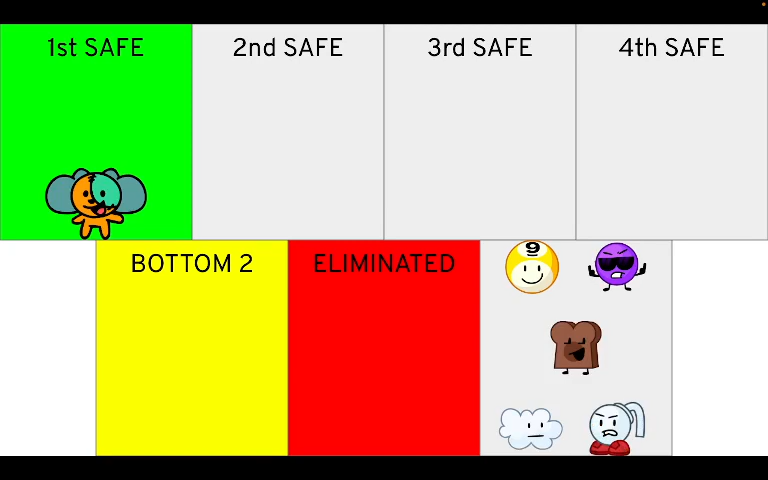 1st SAFE
2nd SAFE
3rd SAFE
4th SAFE
BOTTOM 2
ELIMINATED
9